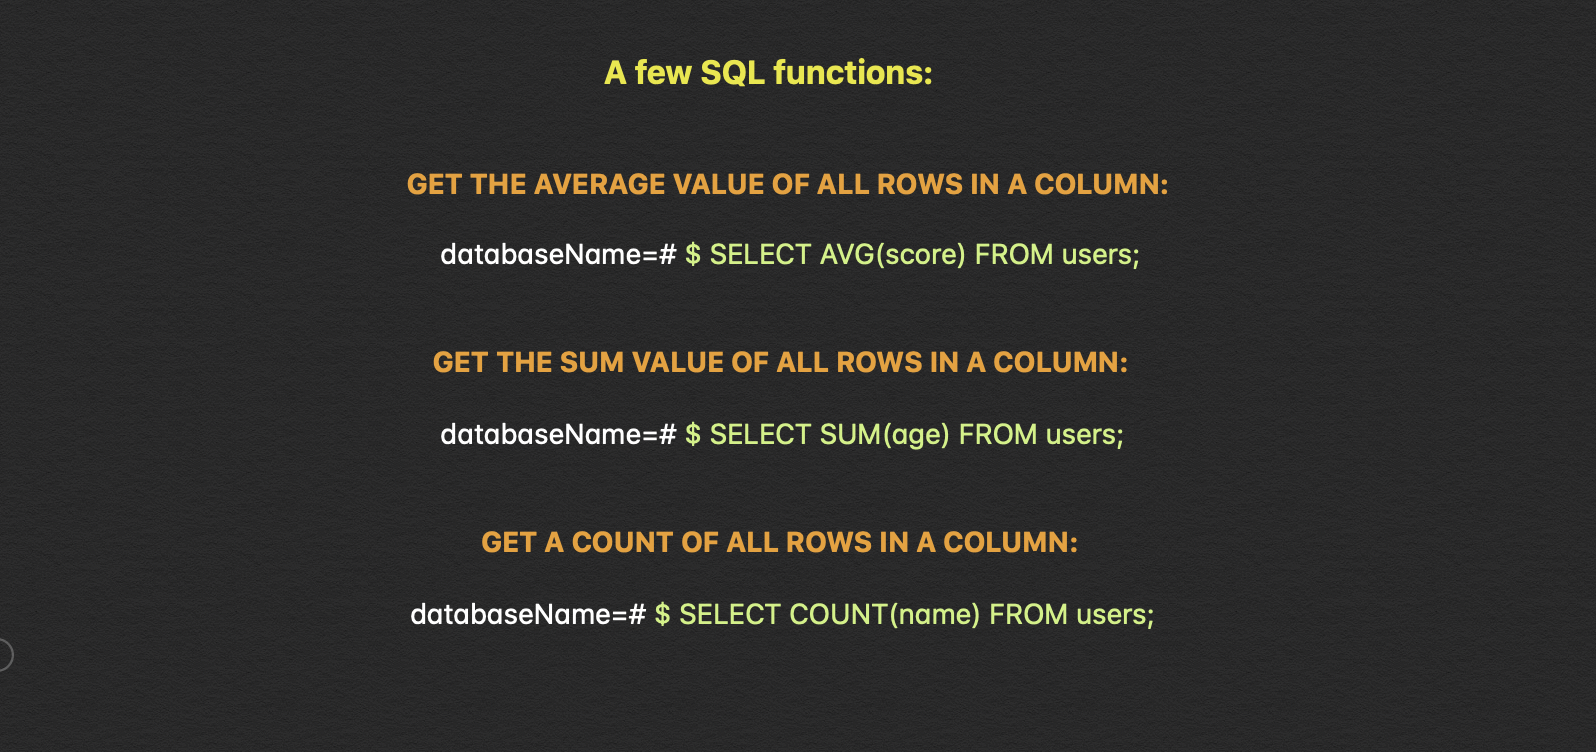 A few SQL functions:
GET THE AVERAGE VALUE OF ALL ROWS IN A COLUMN:
databaseName=# $ SELECT AVG(score) FROM users;
GET THE SUM VALUE OF ALL ROWS IN A COLUMN:
databaseName=# $ SELECT SUM(age) FROM users;
GET A COUNT OF ALL ROWS IN A COLUMN:
databaseName=# $ SELECT COUNT(name) FROM users;